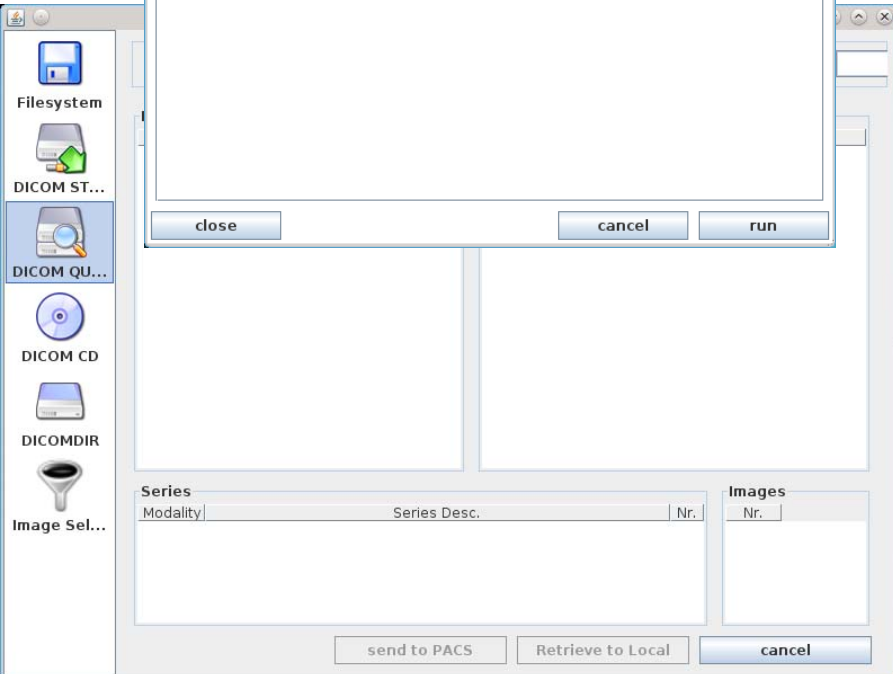 Filesystem
DICOM ST...
DICOM QU...
DICOM CD
DICOMDIR
Image Sel...
close
cancel
run
Series
Modality
Series Desc.
Nr.
Images
Nr.
send to PACS
Retrieve to Local
cancel